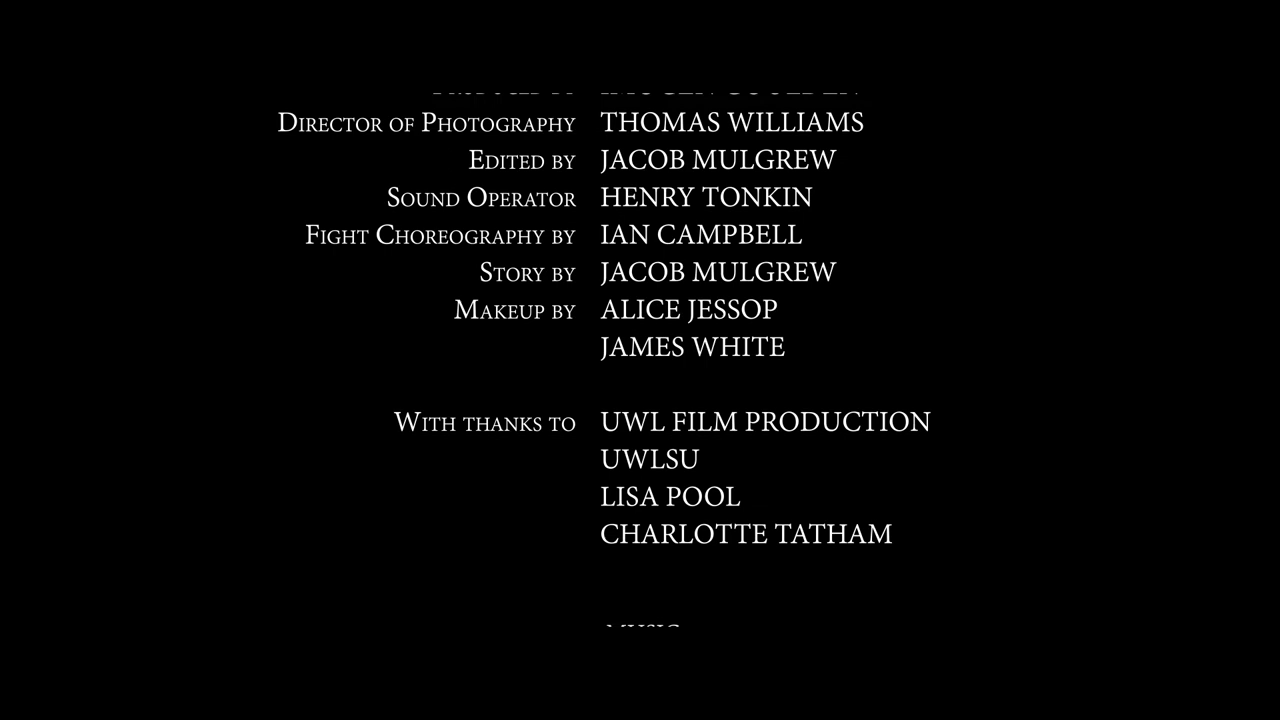 Director of Photography THOMAS WILLIAMS
Edited by JACOB MULGREW
Sound Operator HENRY TONKIN
Fight Choreography by IAN CAMPBELL
Story by JACOB MULGREW
Makeup by ALICE JESSOP
JAMES WHITE
With thanks to UWL FILM PRODUCTION
UWLSU
LISA POOL
CHARLOTTE TATHAM
MUSIC